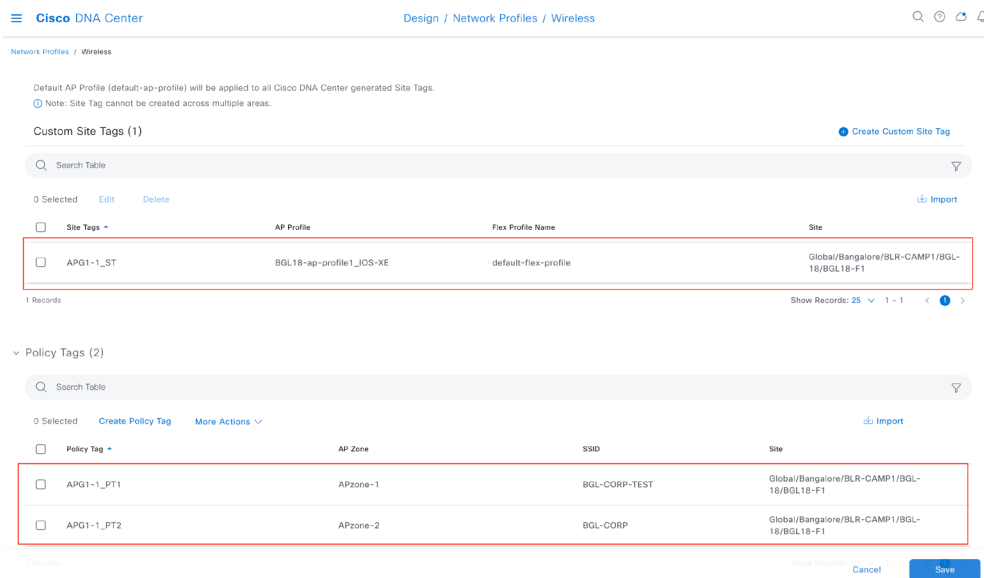 Cisco DNA Center
Design / Network Profiles / Wireless
Network Profiles / Wireless
Default AP Profile (default-ap-profile) will be applied to all Cisco DNA Center generated Site Tags.
Note: Site Tag cannot be created across multiple areas.
Custom Site Tags (1)
Create Custom Site Tag
Search Table
0 Selected Edit Delete Import
Site Tags AP Profile Flex Profile Name Site
APG1-1_ST BGL18-ap-profile1_IOS-XE default-flex-profile Global/Bangalore/BLR-CAMP1/BGL-
18/BGL18-F1
1 Records Show Records: 25 1 - 1 1
Policy Tags (2)
Search Table
0 Selected Create Policy Tag More Actions Import
Policy Tag AP Zone SSID Site
APG1-1_PT1 APzone-1 BGL-CORP-TEST Global/Bangalore/BLR-CAMP1/BGL-
18/BGL18-F1
APG1-1_PT2 APzone-2 BGL-CORP Global/Bangalore/BLR-CAMP1/BGL-
18/BGL18-F1
Cancel Save